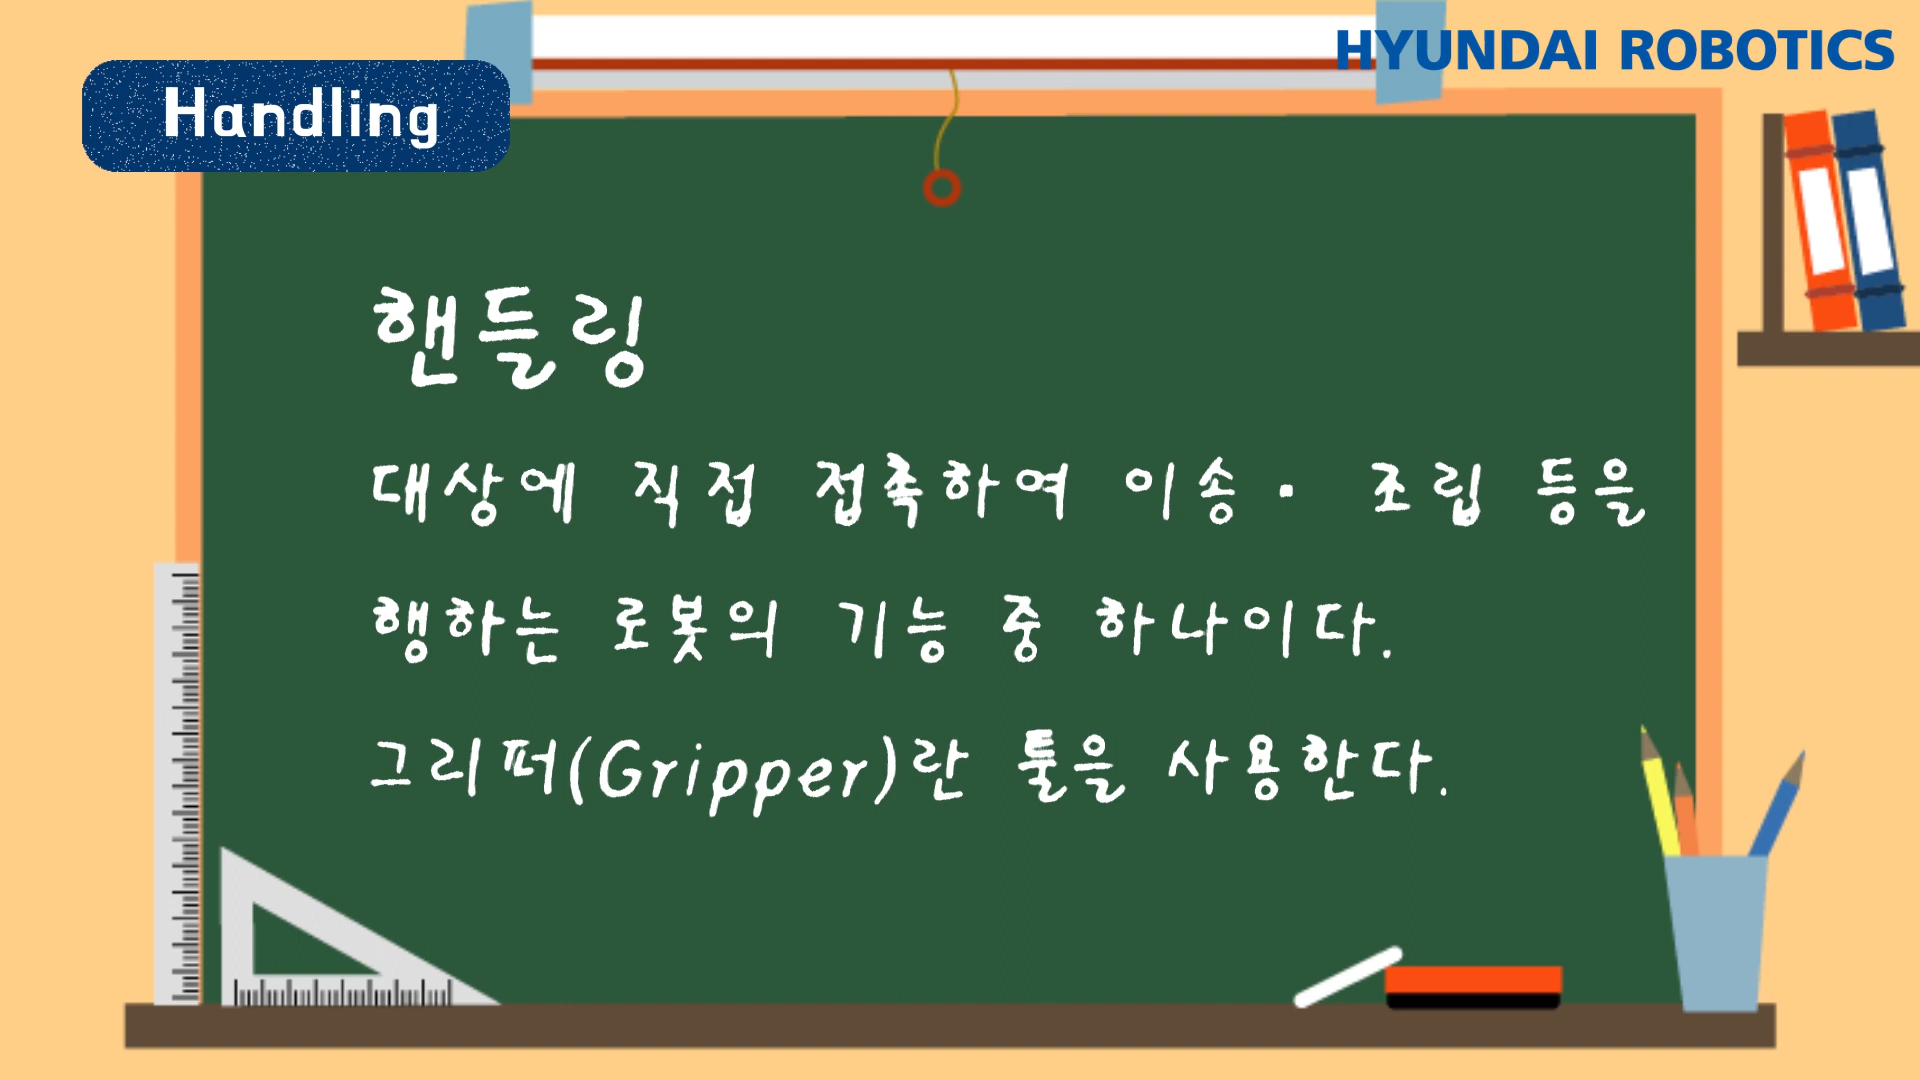 HYUNDAI ROBOTICS
Handling
핸들링
대상에 직접 접촉하여 이송· 조립 등을
행하는 로봇의 기능 중 하나이다.
그리퍼(Gripper)란 툴을 사용한다.